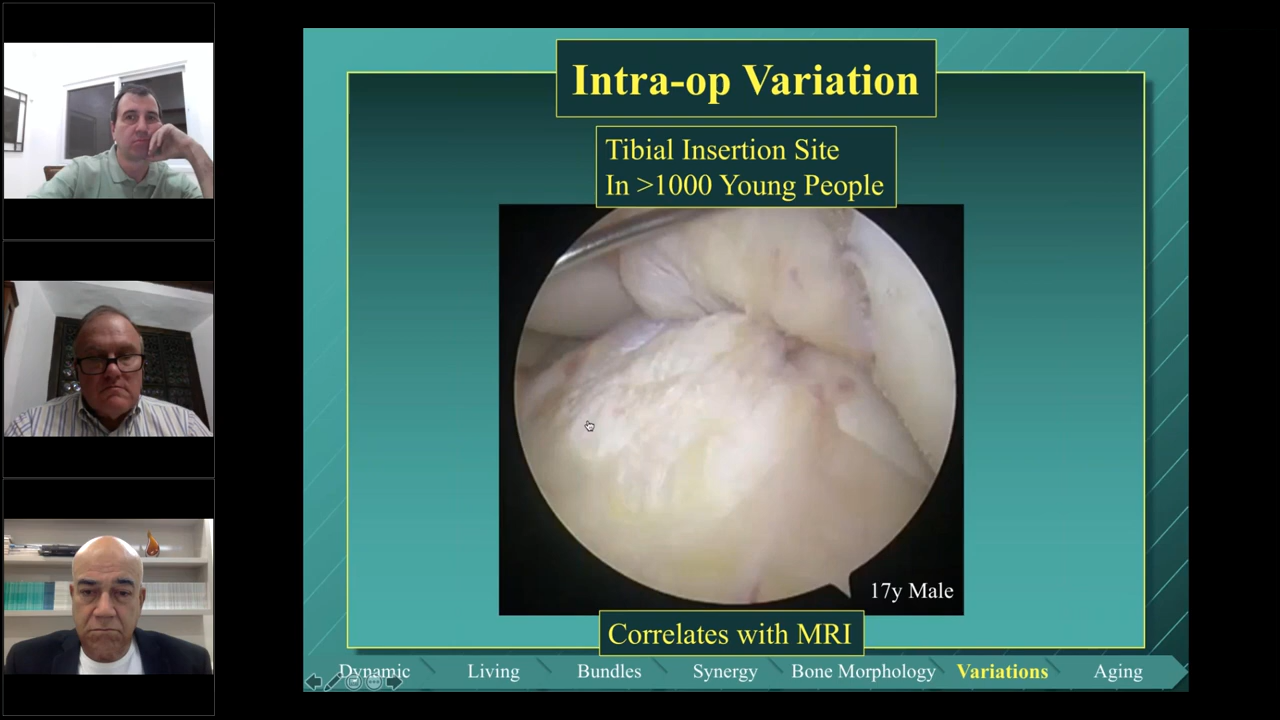 Intra-op Variation
Tibial Insertion Site
In >1000 Young People
17y Male
Correlates with MRI
Dynamic Living Bundles Synergy Bone Morphology Variations Aging